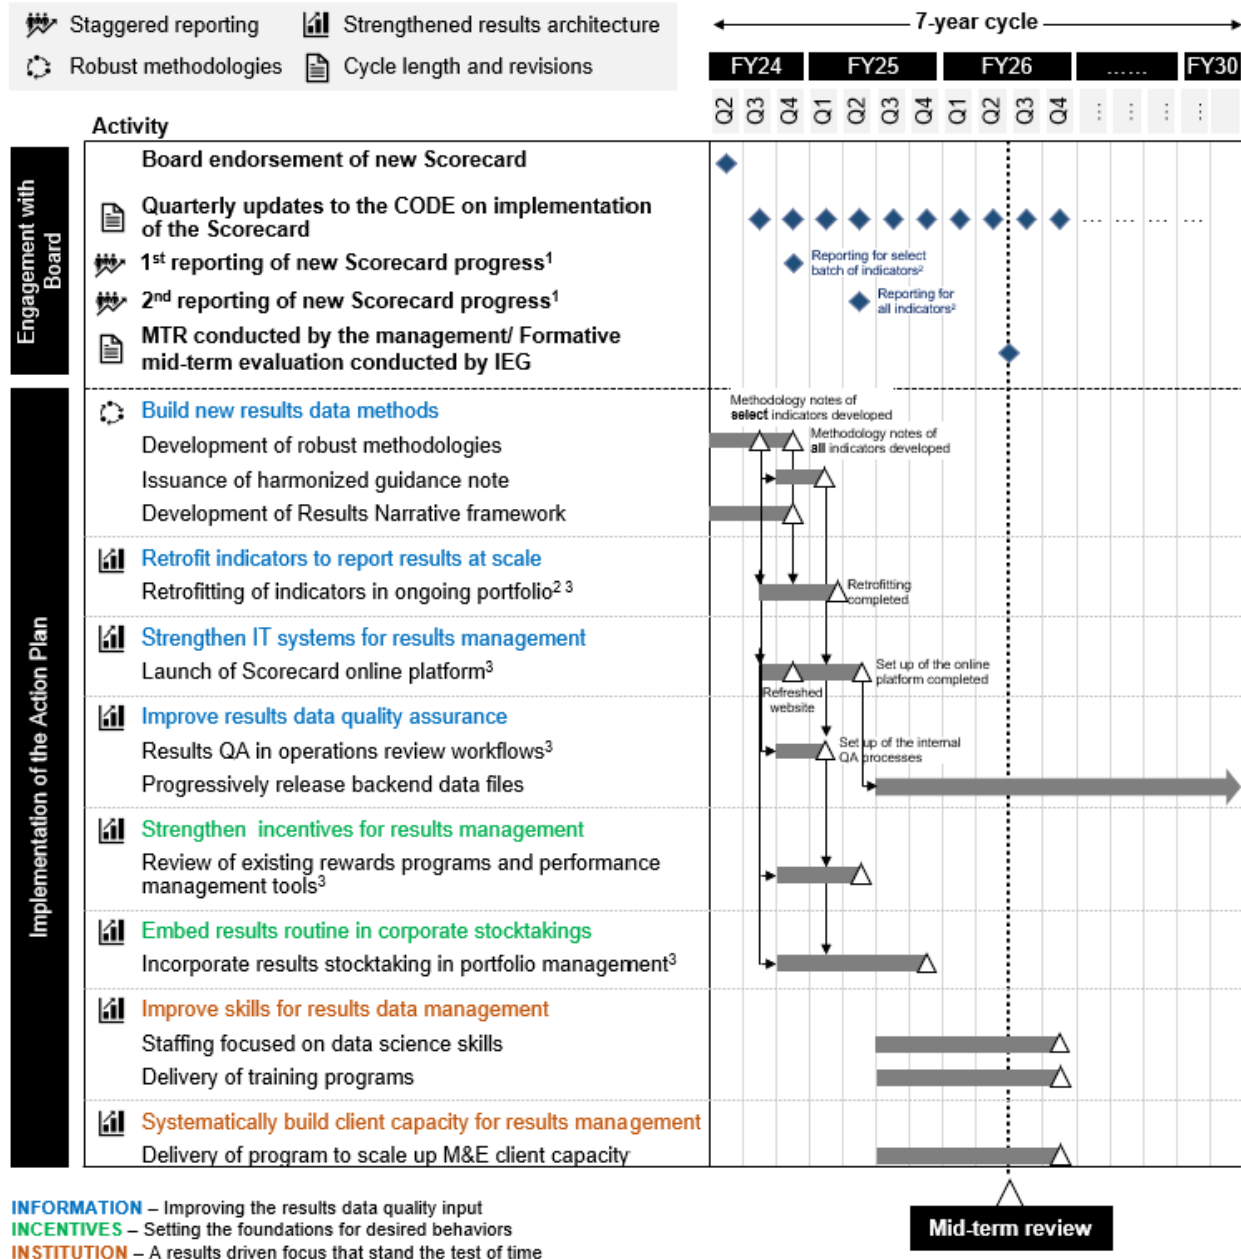 Staggered reporting
Strengthened results architecture
Robust methodologies
Cycle length and revisions
7-year cycle
FY24
FY25
FY26
......
FY30
Q2
Q3
Q4
Q1
Q2
Q3
Q4
Q1
Q2
Q3
Q4
...
...
...
...
Activity
Engagement with
Board
Board endorsement of new Scorecard
Quarterly updates to the CODE on implementation
of the Scorecard
... ... ... ...
1st reporting of new Scorecard progress1
Reporting for select
batch of indicators2
2nd reporting of new Scorecard progress1
Reporting for
all indicators2
MTR conducted by the management/ Formative
mid-term evaluation conducted by IEG
Implementation of the Action Plan
Build new results data methods
Methodology notes of
select indicators developed
Development of robust methodologies
Methodology notes of
all indicators developed
Issuance of harmonized guidance note
Development of Results Narrative framework
Retrofit indicators to report results at scale
Retrofitting of indicators in ongoing portfolio2 3
Retrofitting
completed
Strengthen IT systems for results management
Launch of Scorecard online platform3
Set up of the online
platform completed
Refreshed
website
Improve results data quality assurance
Results QA in operations review workflows3
Set up of the internal
QA processes
Progressively release backend data files
Strengthen incentives for results management
Review of existing rewards programs and performance
management tools3
Embed results routine in corporate stocktakings
Incorporate results stocktaking in portfolio management3
Improve skills for results data management
Staffing focused on data science skills
Delivery of training programs
Systematically build client capacity for results management
Delivery of program to scale up M&E client capacity
Mid-term review
INFORMATION – Improving the results data quality input
INCENTIVES – Setting the foundations for desired behaviors
INSTITUTION – A results driven focus that stand the test of time